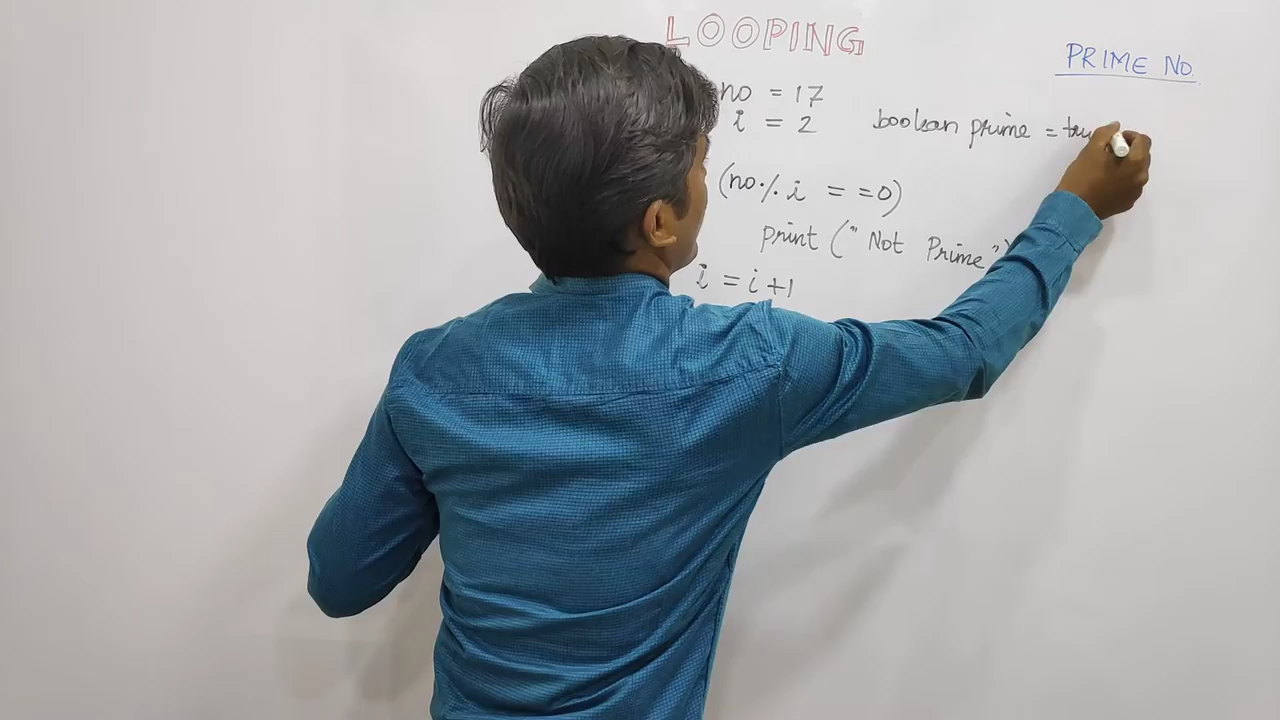 LOOPING
PRIME NO.
no = 17
i = 2 boolean prime = tru
(no % i = = 0)
print ("Not Prime")
i = i + 1